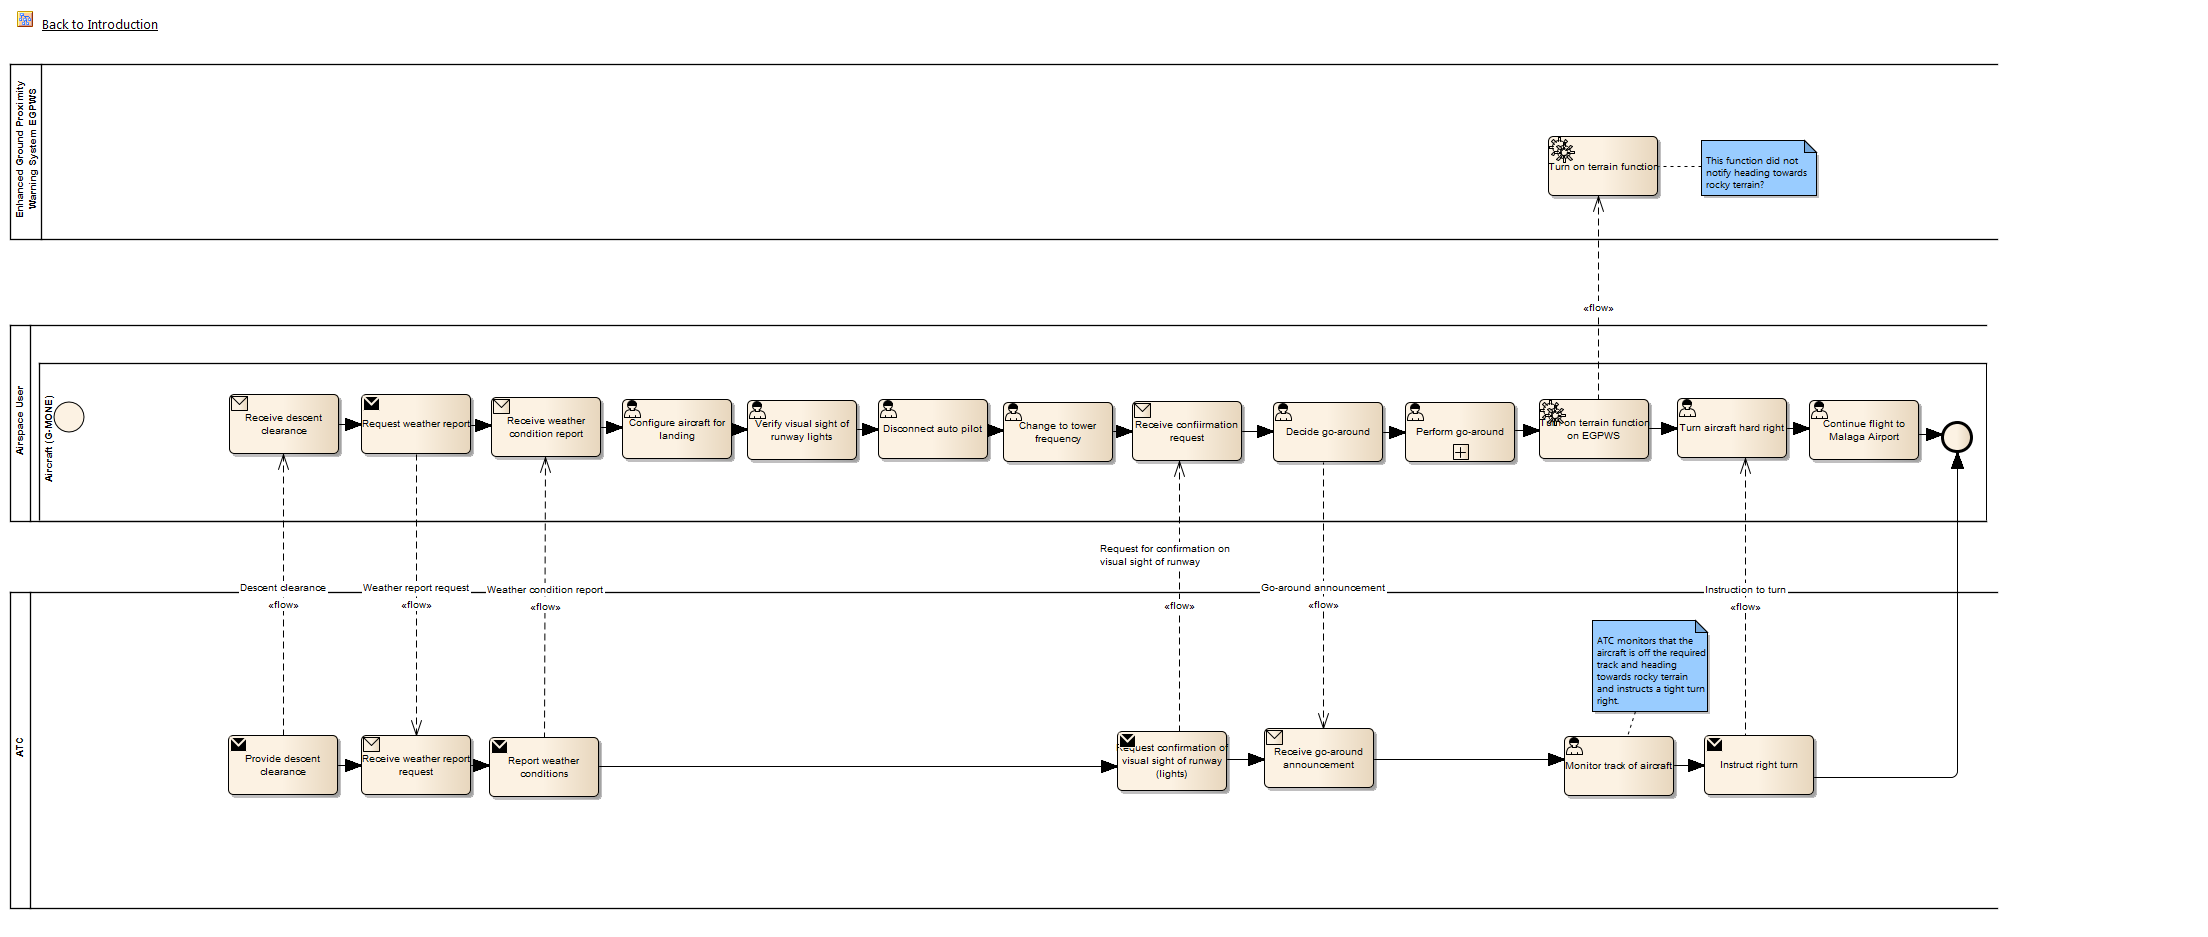 Back to Introduction
Enhanced Ground Proximity
Warning System EGPWS
Turn on terrain function
This function did not
notify heading towards
rocky terrain?
«flow»
Airspace User
Aircraft (G-MONE)
Receive descent
clearance
Request weather report
Receive weather
condition report
Configure aircraft for
landing
Verify visual sight of
runway lights
Disconnect auto pilot
Change to tower
frequency
Receive confiirmation
request
Decide go-around
Perform go-around
Turn on terrain function
on EGPWS
Turn aircraft hard right
Continue flight to
Malaga Airport
Request for confirmation on
visual sight of runway
Descent clearance
«flow»
Weather report request
«flow»
Weather condition report
«flow»
«flow»
Go-around announcement
«flow»
Instruction to turn
«flow»
ATC
ATC monitors that the
aircraft is off the required
track and heading
towards rocky terrain
and instructs a tight turn
right.
Provide descent
clearance
Receive weather report
request
Report weather
conditions
Request confirmation of
visual sight of runway
(lights)
Receive go-around
announcement
Monitor track of aircraft
Instruct right turn